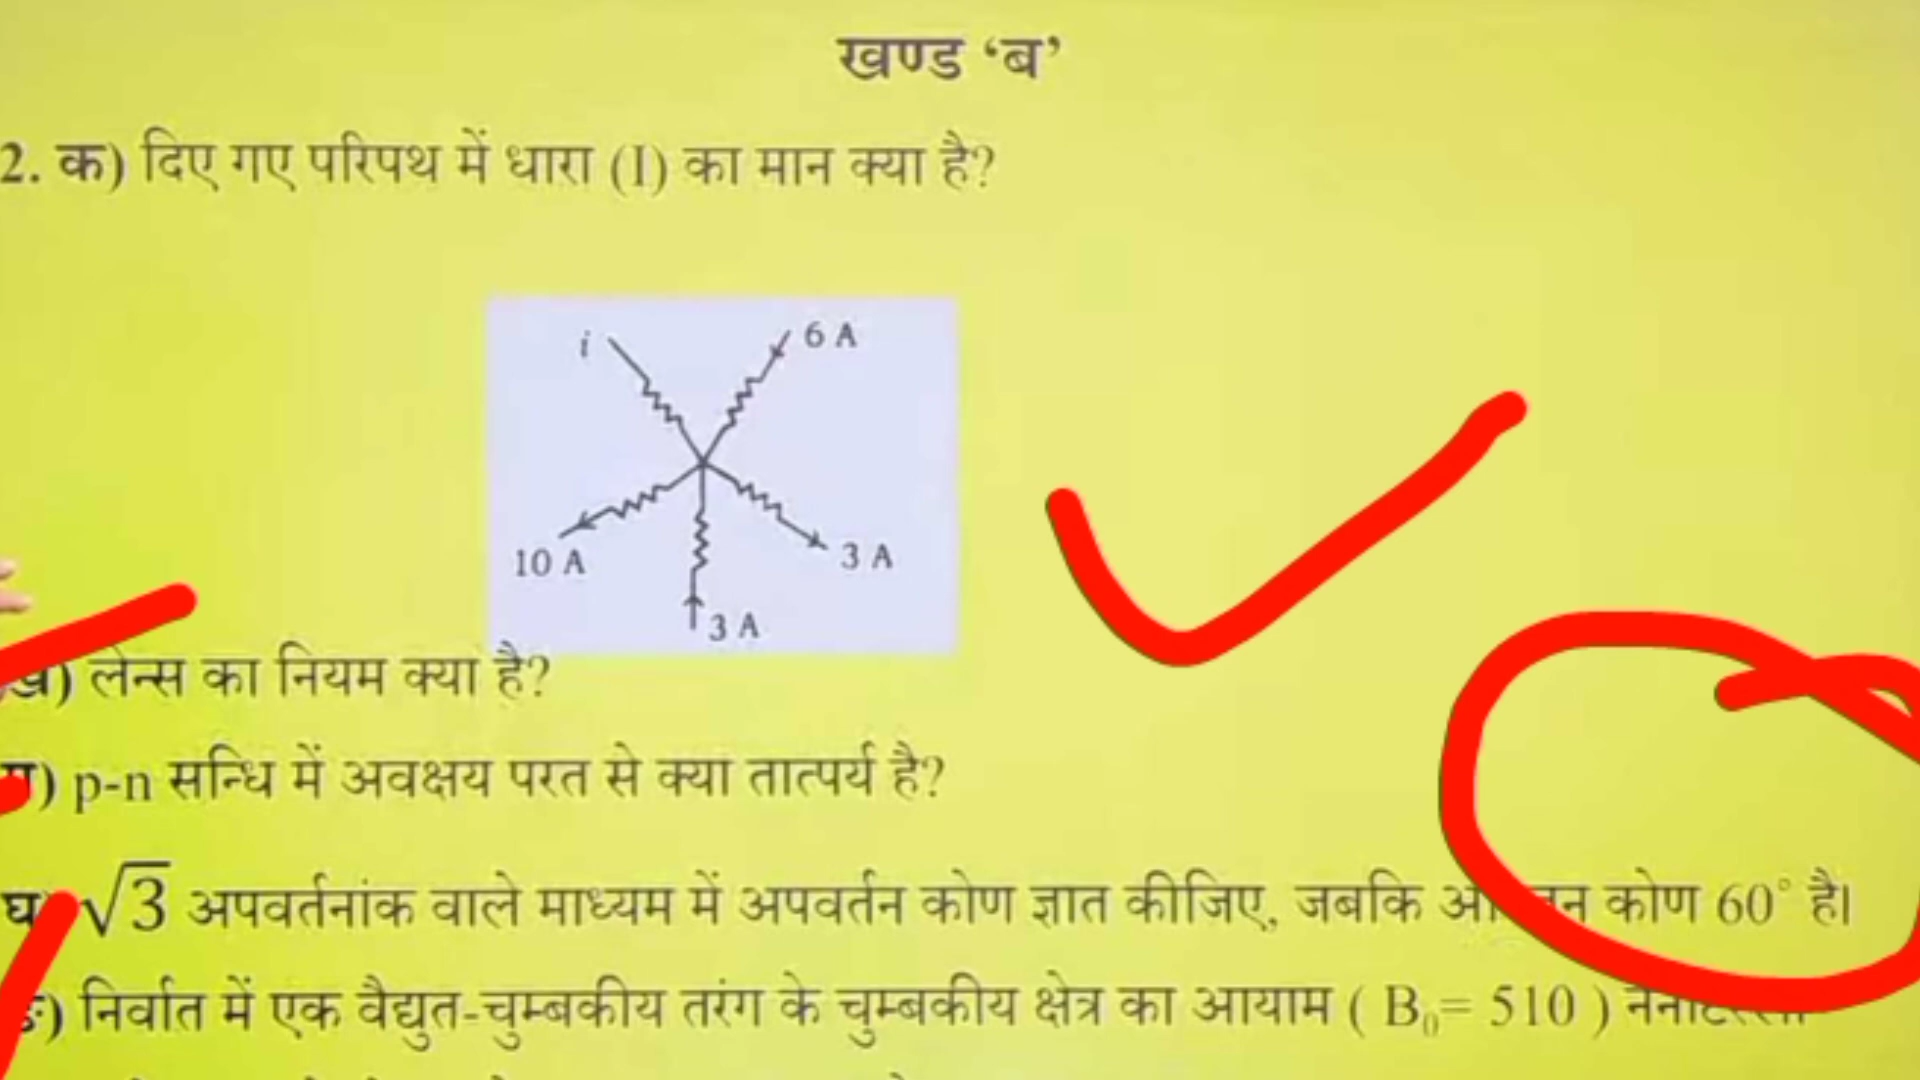 खण्ड ‘ब’
2. क) दिए गए परिपथ में धारा (I) का मान क्या है?
i
6 A
10 A
3 A
3 A
ख) लेन्स का नियम क्या है?
ग) p-n सन्धि में अवक्षय परत से क्या तात्पर्य है?
घ) √3 अपवर्तनांक वाले माध्यम में अपवर्तन कोण ज्ञात कीजिए, जबकि कोण 60° है।
ङ) निर्वात में एक वैद्युत-चुम्बकीय तरंग के चुम्बकीय क्षेत्र का आयाम ( B₀= 510 )